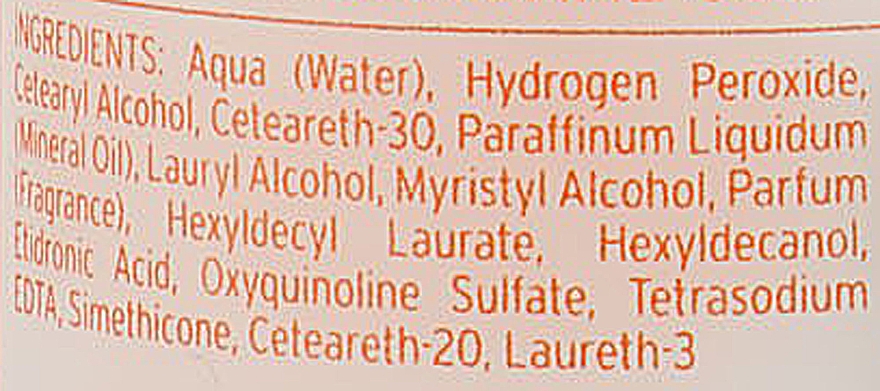 INGREDIENTS: Aqua (Water), Hydrogen Peroxide,
Cetearyl Alcohol, Ceteareth-30, Paraffinum Liquidum
(Mineral Oil), Lauryl Alcohol, Myristyl Alcohol, Parfum
(Fragrance), Hexyldecyl Laurate, Hexyldecanol,
Etidronic Acid, Oxyquinoline Sulfate, Tetrasodium
EDTA, Simethicone, Ceteareth-20, Laureth-3